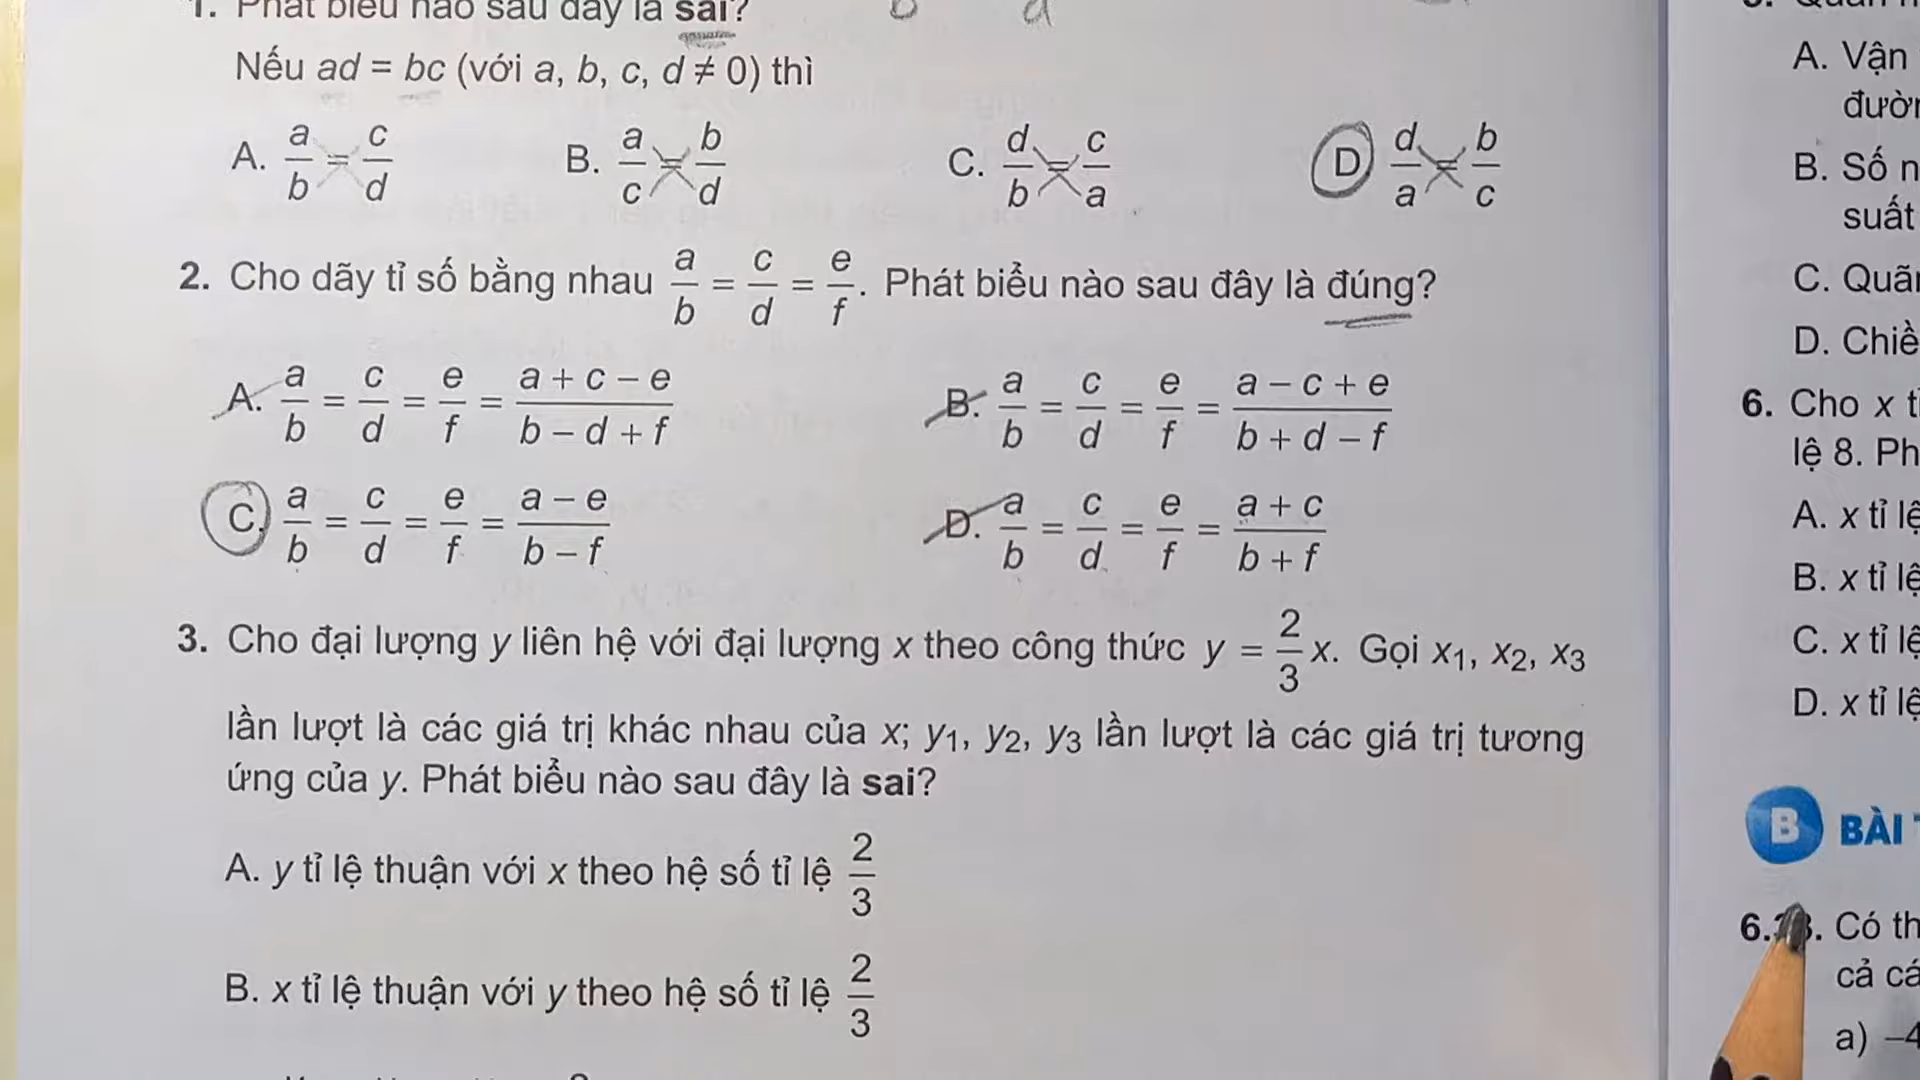 1. Phát biểu nào sau đây là sai?
Nếu ad = bc (với a, b, c, d ≠ 0) thì
A. a/b = c/d B. a/c = b/d C. d/b = c/a D. d/a = b/c
2. Cho dãy tỉ số bằng nhau a/b = c/d = e/f. Phát biểu nào sau đây là đúng?
A. a/b = c/d = e/f = (a + c – e)/(b – d + f) B. a/b = c/d = e/f = (a – c + e)/(b + d – f)
C. a/b = c/d = e/f = (a – e)/(b – f) D. a/b = c/d = e/f = (a + c)/(b + f)
3. Cho đại lượng y liên hệ với đại lượng x theo công thức y = 2/3 x. Gọi x₁, x₂, x₃
lần lượt là các giá trị khác nhau của x; y₁, y₂, y₃ lần lượt là các giá trị tương
ứng của y. Phát biểu nào sau đây là sai?
A. y tỉ lệ thuận với x theo hệ số tỉ lệ 2/3
B. x tỉ lệ thuận với y theo hệ số tỉ lệ 2/3
A. Vận
B. Số
suất
C.
D.
6. Cho x
lệ 8.
A. x tỉ lệ
B. x tỉ lệ
C. x tỉ lệ
D. x tỉ lệ
B BÀI
Có
cả
a) –4